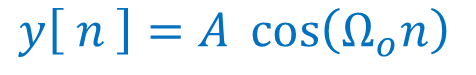 y[ n ] = A cos(Ωₒn)